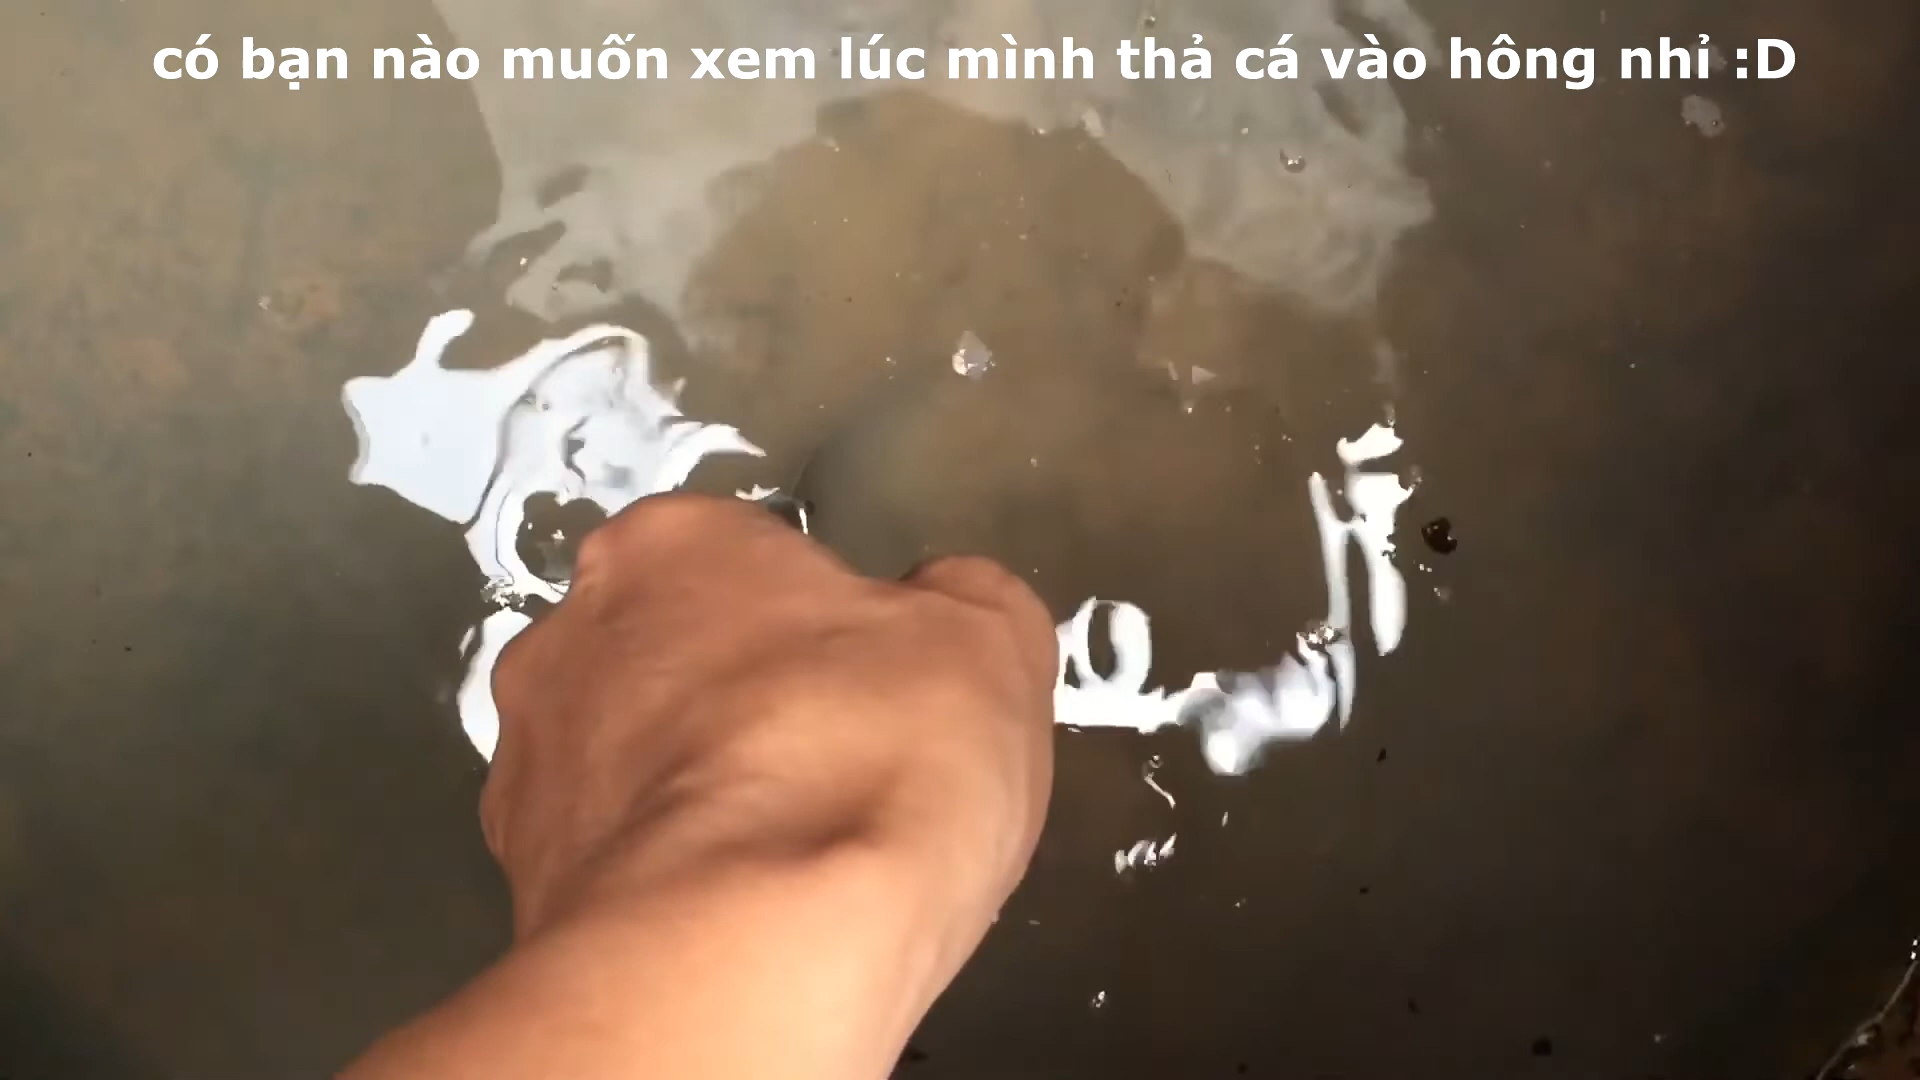 có bạn nào muốn xem lúc mình thả cá vào hông nhỉ :D